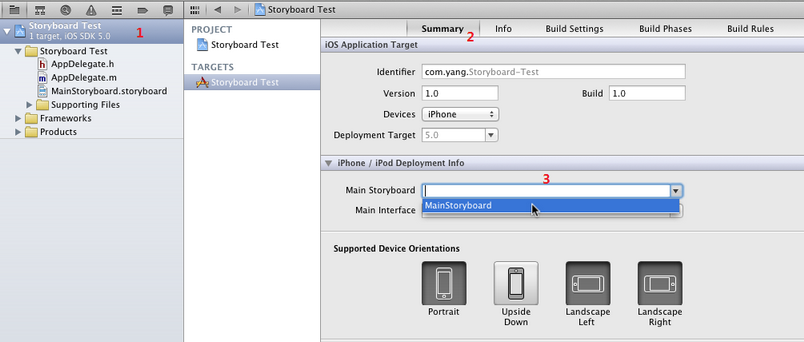 Storyboard Test
Storyboard Test
1 target, iOS SDK 5.0
1
Storyboard Test
AppDelegate.h
AppDelegate.m
MainStoryboard.storyboard
Supporting Files
Frameworks
Products
PROJECT
Storyboard Test
TARGETS
Storyboard Test
Summary
Info
Build Settings
Build Phases
Build Rules
2
iOS Application Target
Identifier com.yang.Storyboard-Test
Version 1.0 Build 1.0
Devices iPhone
Deployment Target 5.0
iPhone / iPod Deployment Info
3
Main Storyboard
MainStoryboard
Main Interface
Supported Device Orientations
Portrait
Upside Down
Landscape Left
Landscape Right